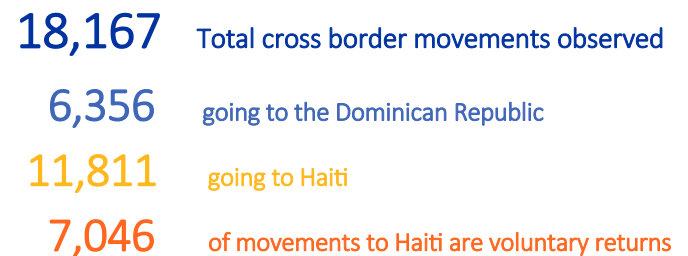 18,167 Total cross border movements observed
6,356 going to the Dominican Republic
11,811 going to Haiti
7,046 of movements to Haiti are voluntary returns